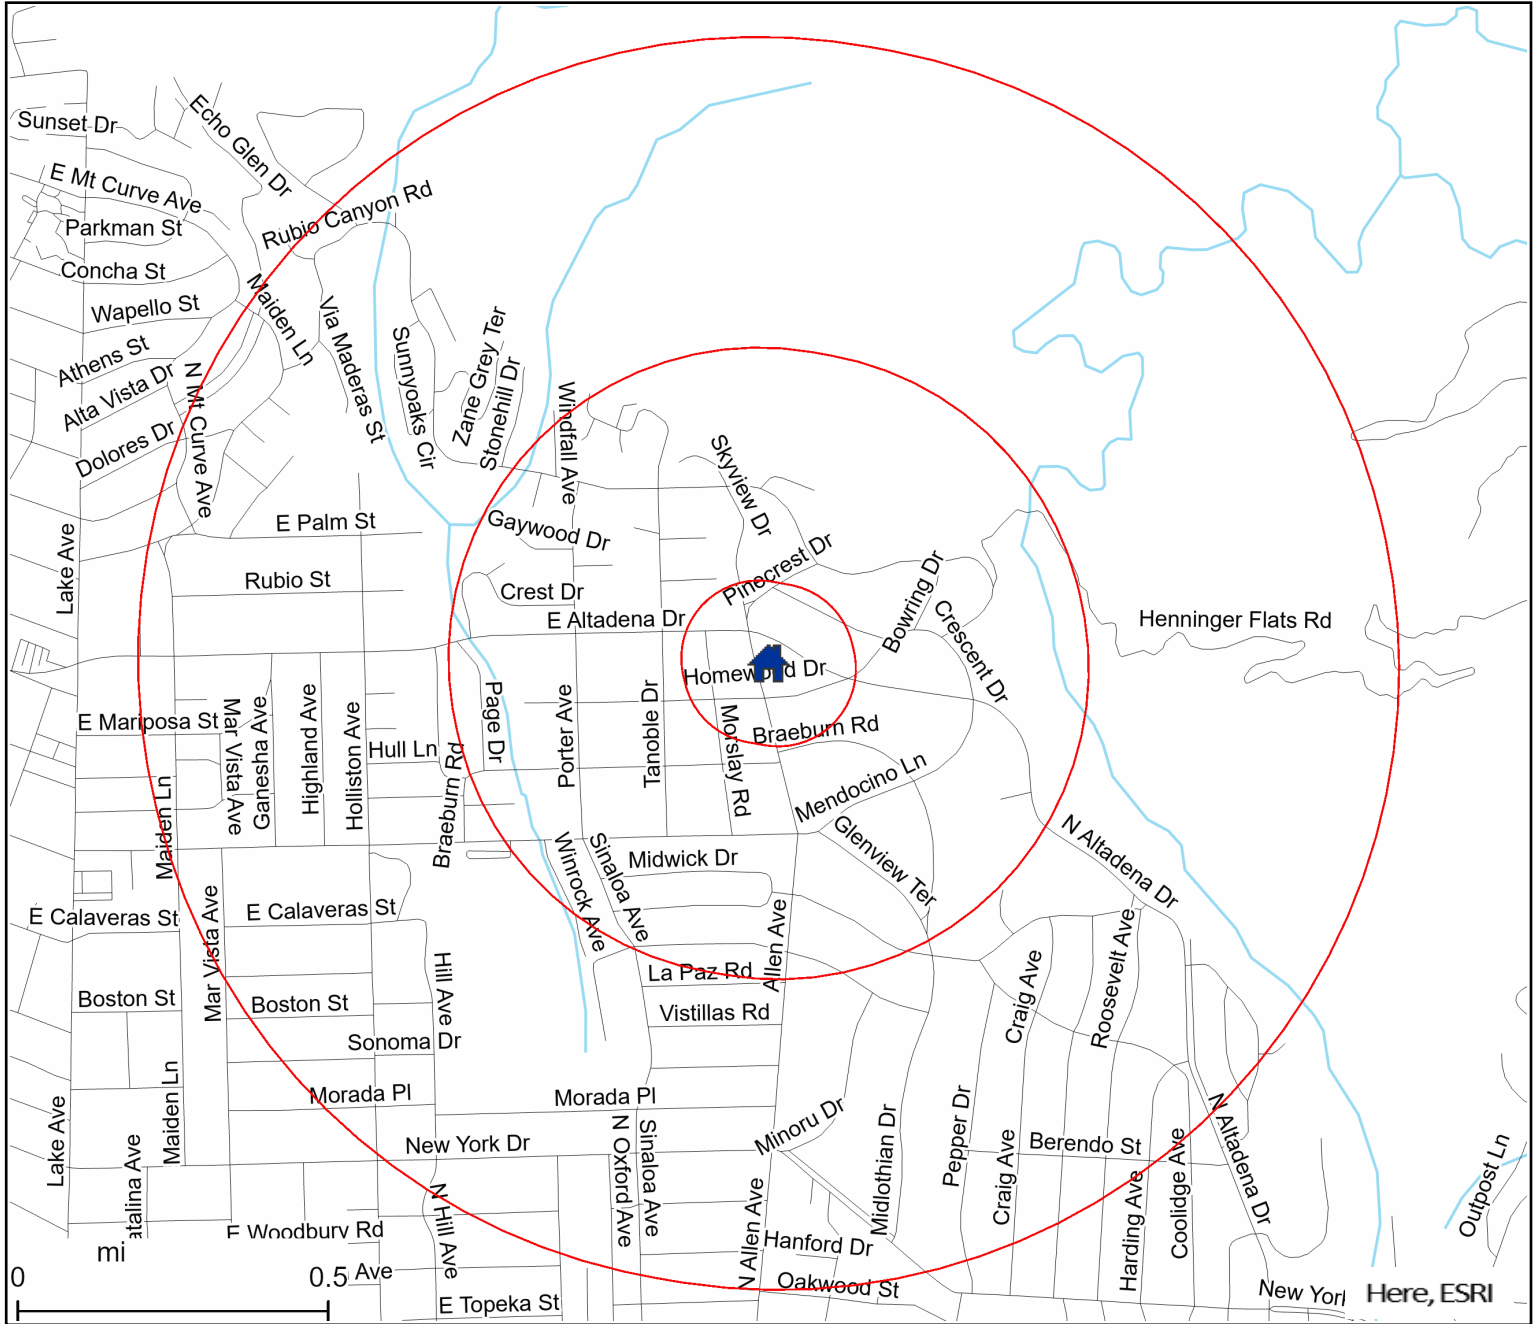 Sunset Dr
Echo Glen Dr
E Mt Curve Ave
Parkman St
Rubio Canyon Rd
Concha St
Wapello St
Maiden Ln
Athens St
Alta Vista Dr
Dolores Dr
N Mt Curve Ave
Via Maderas St
Sunnyoaks Cir
Zane Grey Ter
Stonehill Dr
Windfall Ave
Skyview Dr
E Palm St
Gaywood Dr
Pinecrest Dr
Lake Ave
Rubio St
Crest Dr
E Altadena Dr
Bowring Dr
Crescent Dr
Henninger Flats Rd
Homewood Dr
E Mariposa St
Mar Vista Ave
Ganesha Ave
Highland Ave
Holliston Ave
Hull Ln
Braeburn Rd
Page Dr
Porter Ave
Tanoble Dr
Morslay Rd
Braeburn Rd
Mendocino Ln
Maiden Ln
Glenview Ter
N Altadena Dr
Winrock Ave
Sinaloa Ave
Midwick Dr
E Calaveras St
E Calaveras St
Mar Vista Ave
Allen Ave
La Paz Rd
Hill Ave
Boston St
Boston St
Vistillas Rd
Craig Ave
Roosevelt Ave
Sonoma Dr
Morada Pl
Morada Pl
Maiden Ln
Lake Ave
New York Dr
N Oxford Ave
Sinaloa Ave
Minoru Dr
Midlothian Dr
Pepper Dr
Craig Ave
Berendo St
Harding Ave
Coolidge Ave
N Altadena Dr
Outpost Ln
atalina Ave
E Woodbury Rd
N Hill Ave
N Allen Ave
Hanford Dr
Oakwood St
mi
0
0.5
Ave
E Topeka St
New Yor
Here, ESRI